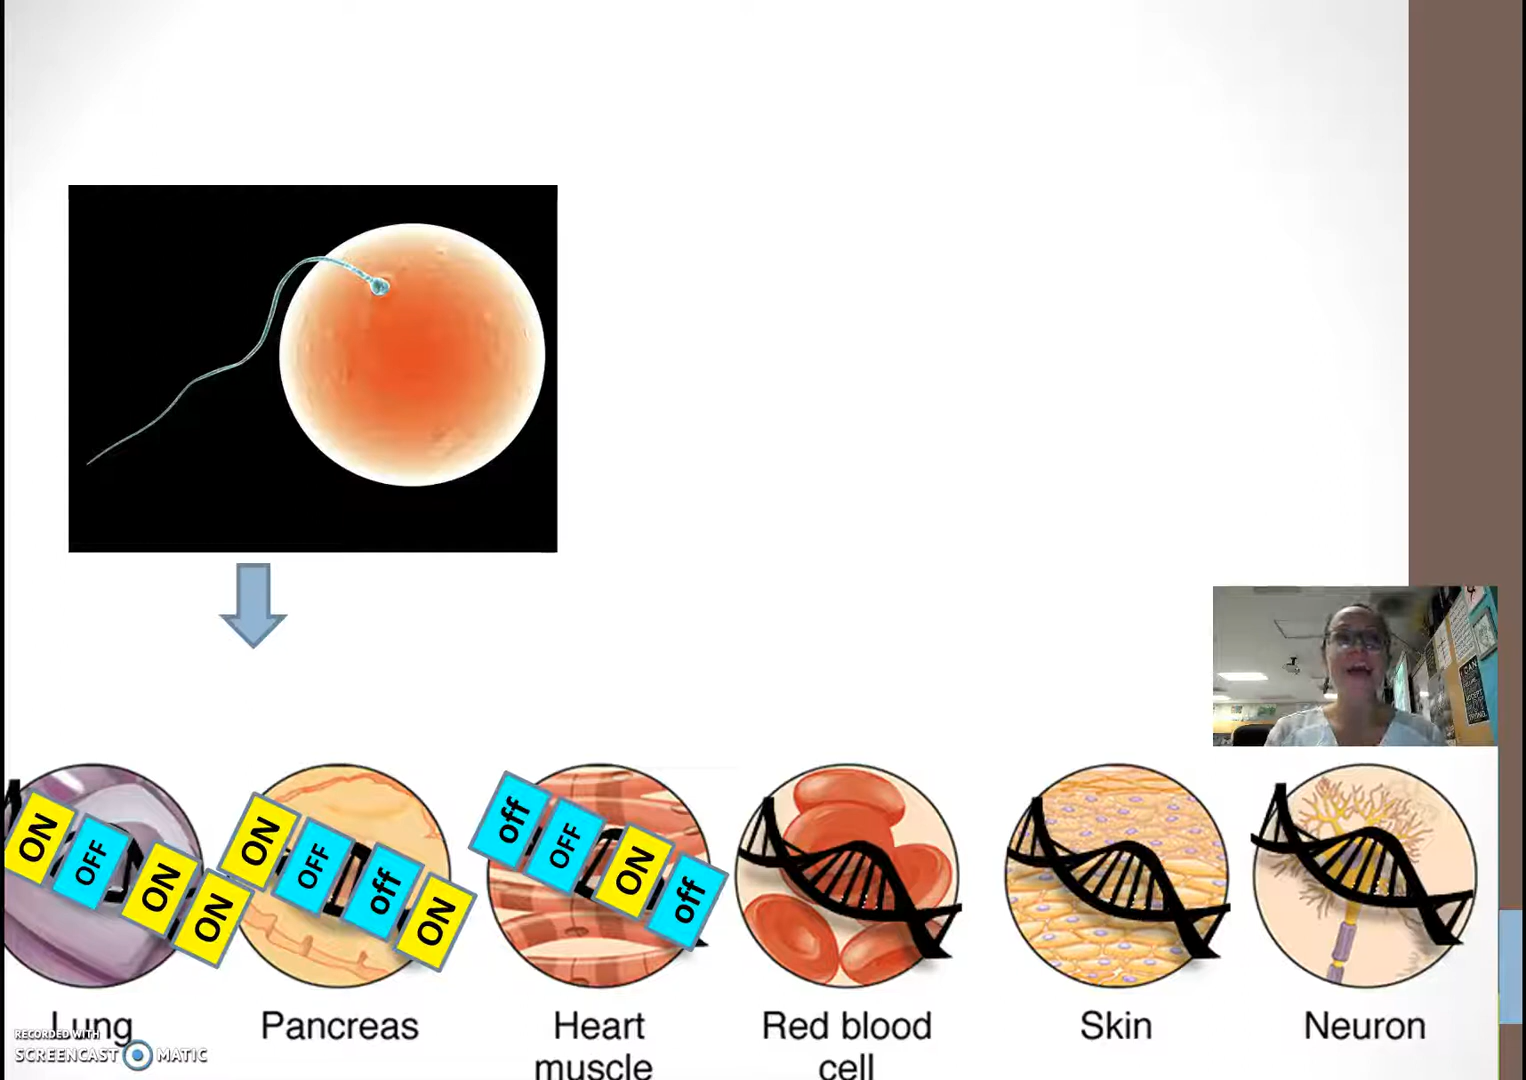 ON OFF ON ON
ON OFF off ON
off OFF ON off
Lung
Pancreas
Heart
muscle
Red blood
cell
Skin
Neuron
RECORDED WITH
SCREENCAST MATIC
CAN